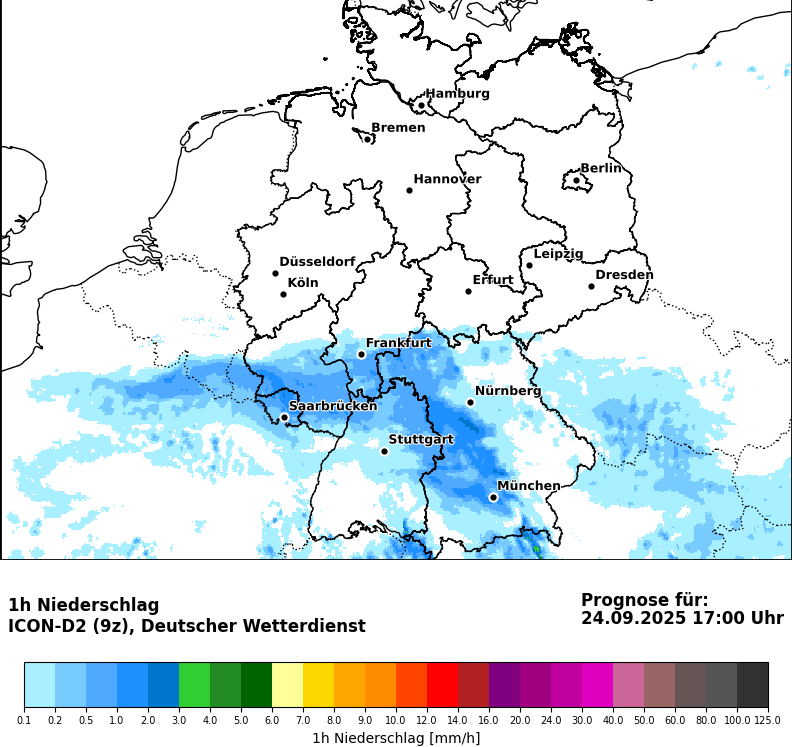 Hamburg
Bremen
Berlin
Hannover
Leipzig
Düsseldorf
Dresden
Köln
Erfurt
Frankfurt
Nürnberg
Saarbrücken
Stuttgart
München
1h Niederschlag
ICON-D2 (9z), Deutscher Wetterdienst
Prognose für:
24.09.2025 17:00 Uhr
0.1 0.2 0.5 1.0 2.0 3.0 4.0 5.0 6.0 7.0 8.0 9.0 10.0 12.0 14.0 16.0 20.0 24.0 30.0 40.0 50.0 60.0 80.0 100.0 125.0
1h Niederschlag [mm/h]